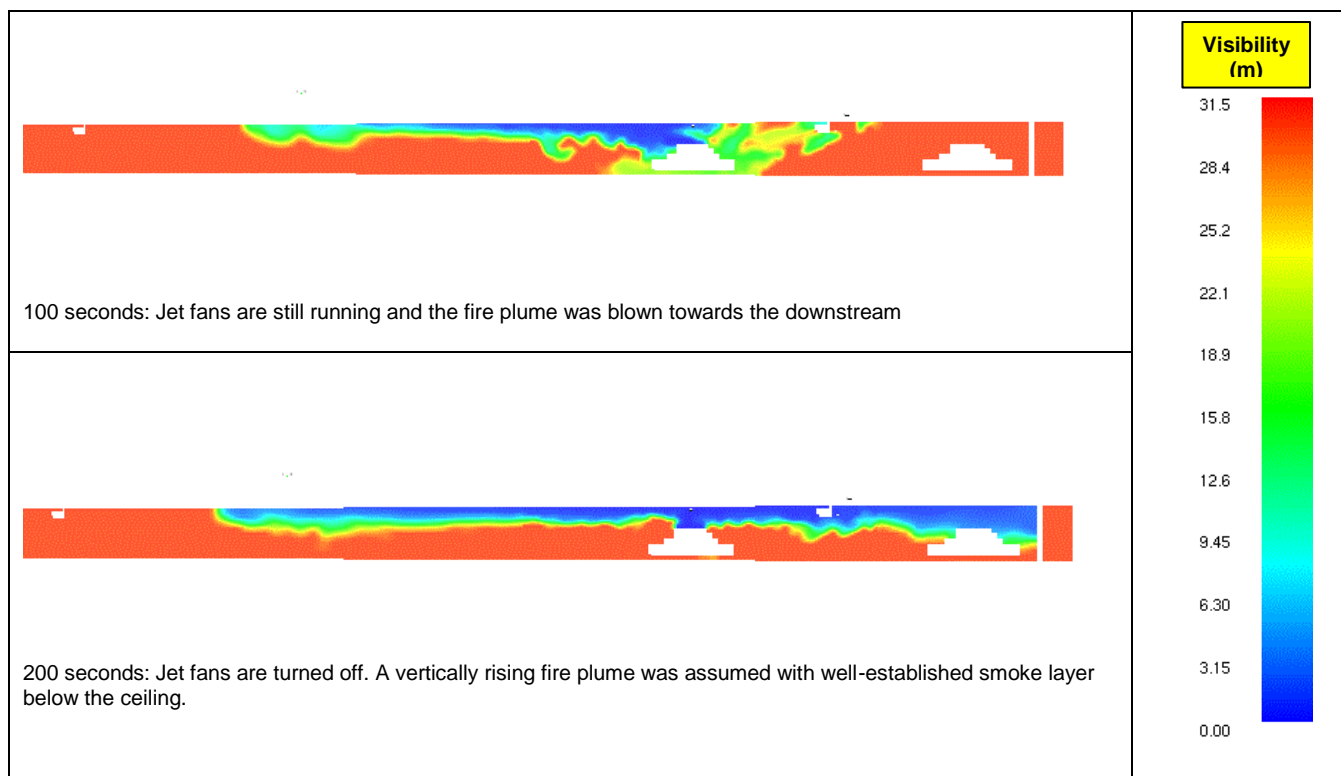 100 seconds: Jet fans are still running and the fire plume was blown towards the downstream
200 seconds: Jet fans are turned off. A vertically rising fire plume was assumed with well-established smoke layer
below the ceiling.
Visibility
(m)
31.5
28.4
25.2
22.1
18.9
15.8
12.6
9.45
6.30
3.15
0.00